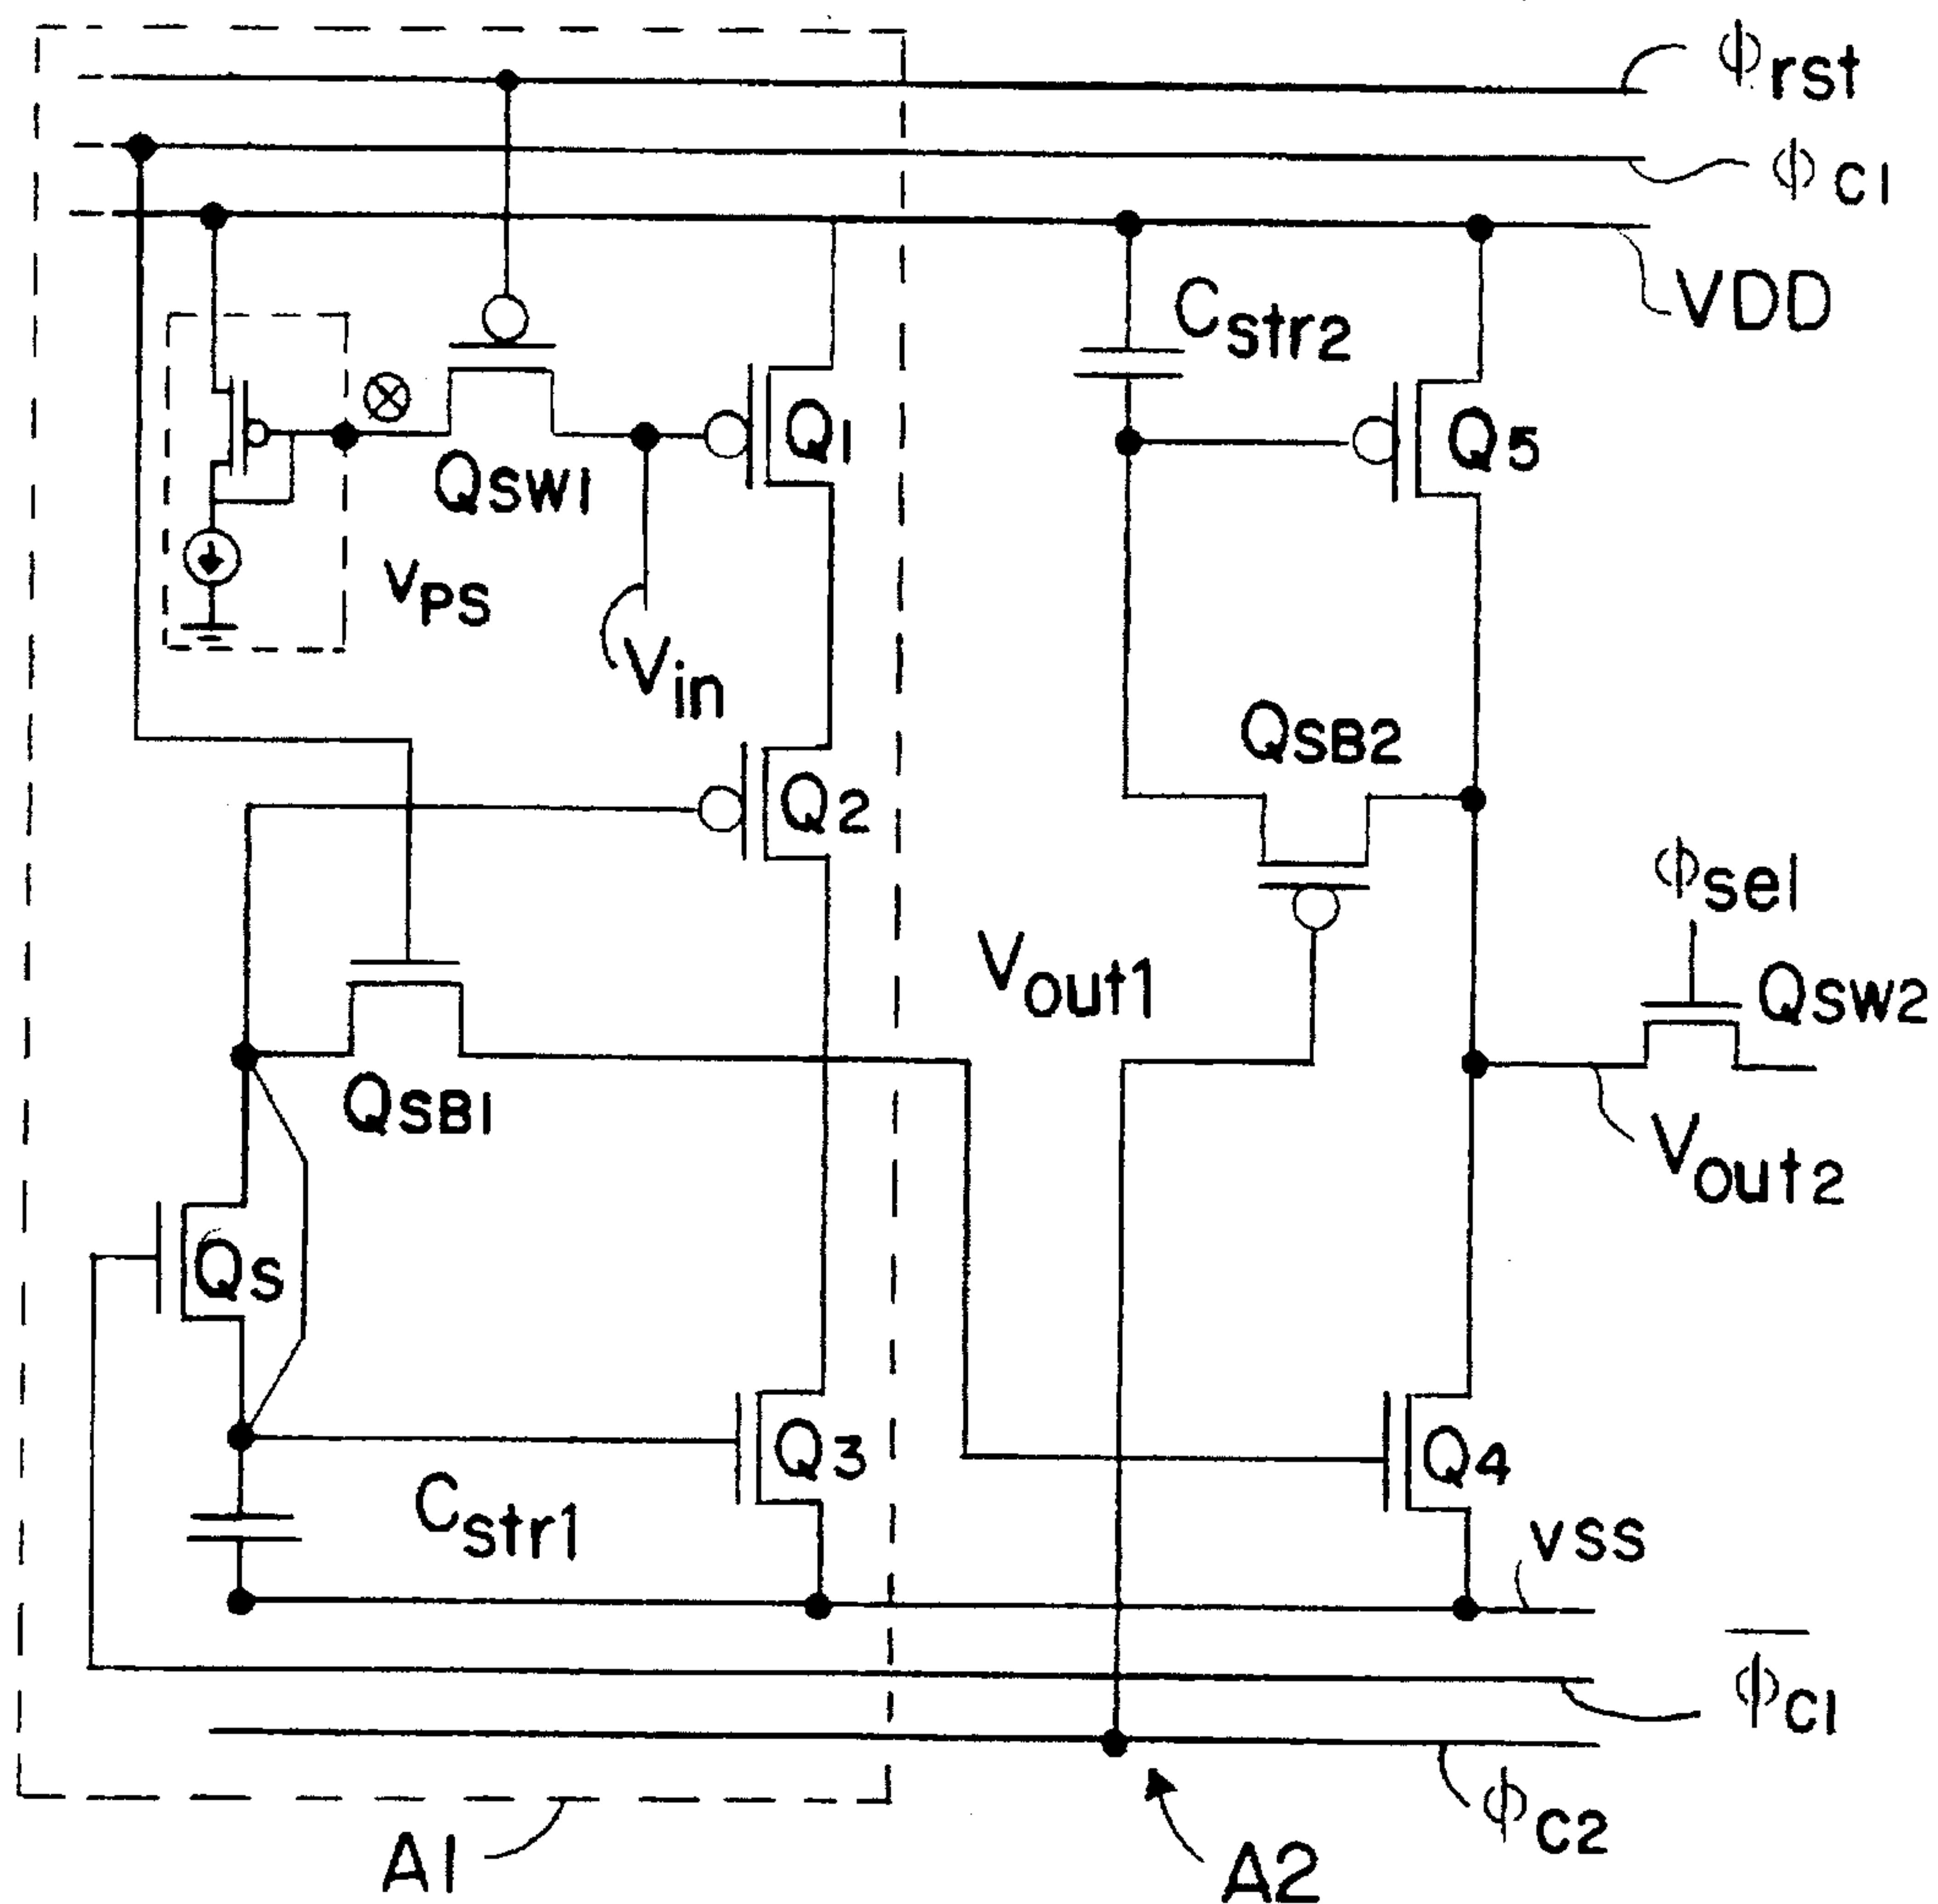 ϕrst
ϕC1
VDD
Cstr2
Q1
Q5
QSW1
VPS
Vin
QSB2
Q2
ϕsel
Vout1
QSW2
QSB1
Vout2
QS
Q3
Q4
Cstr1
VSS
ϕ̅C1
ϕC2
A1
A2